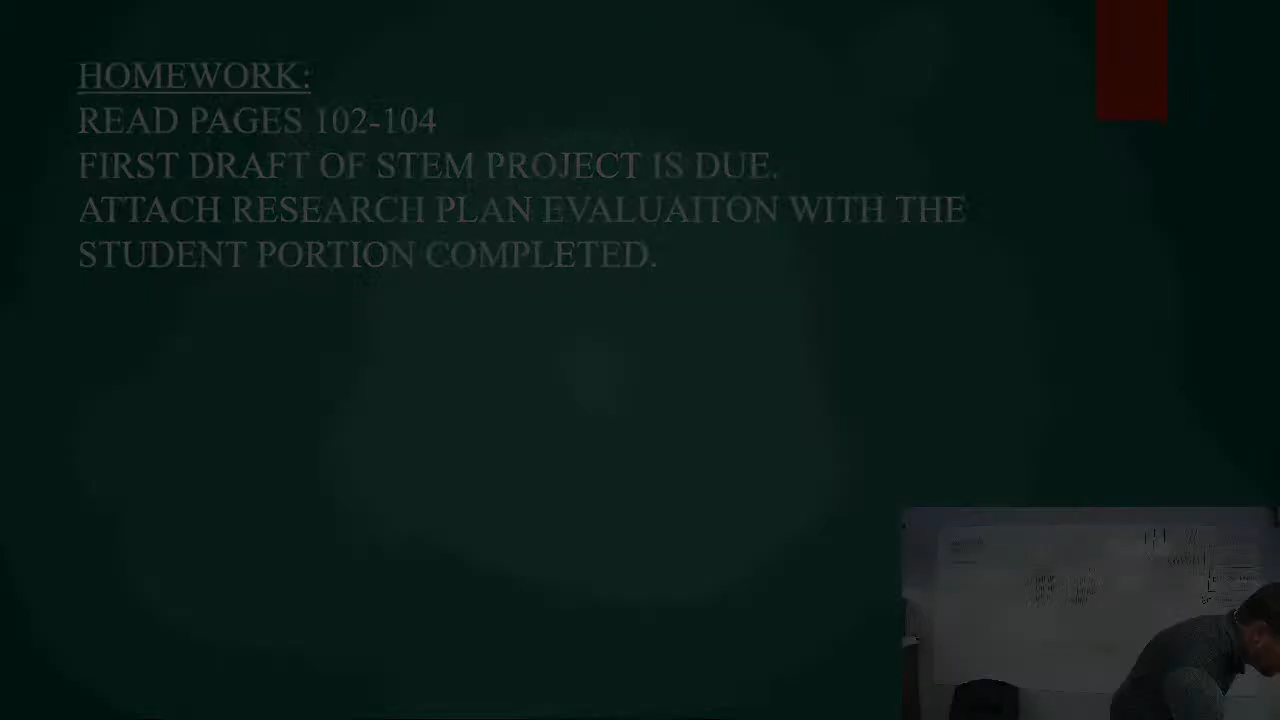 HOMEWORK:
READ PAGES 102-104
FIRST DRAFT OF STEM PROJECT IS DUE.
ATTACH RESEARCH PLAN EVALUAITON WITH THE
STUDENT PORTION COMPLETED.